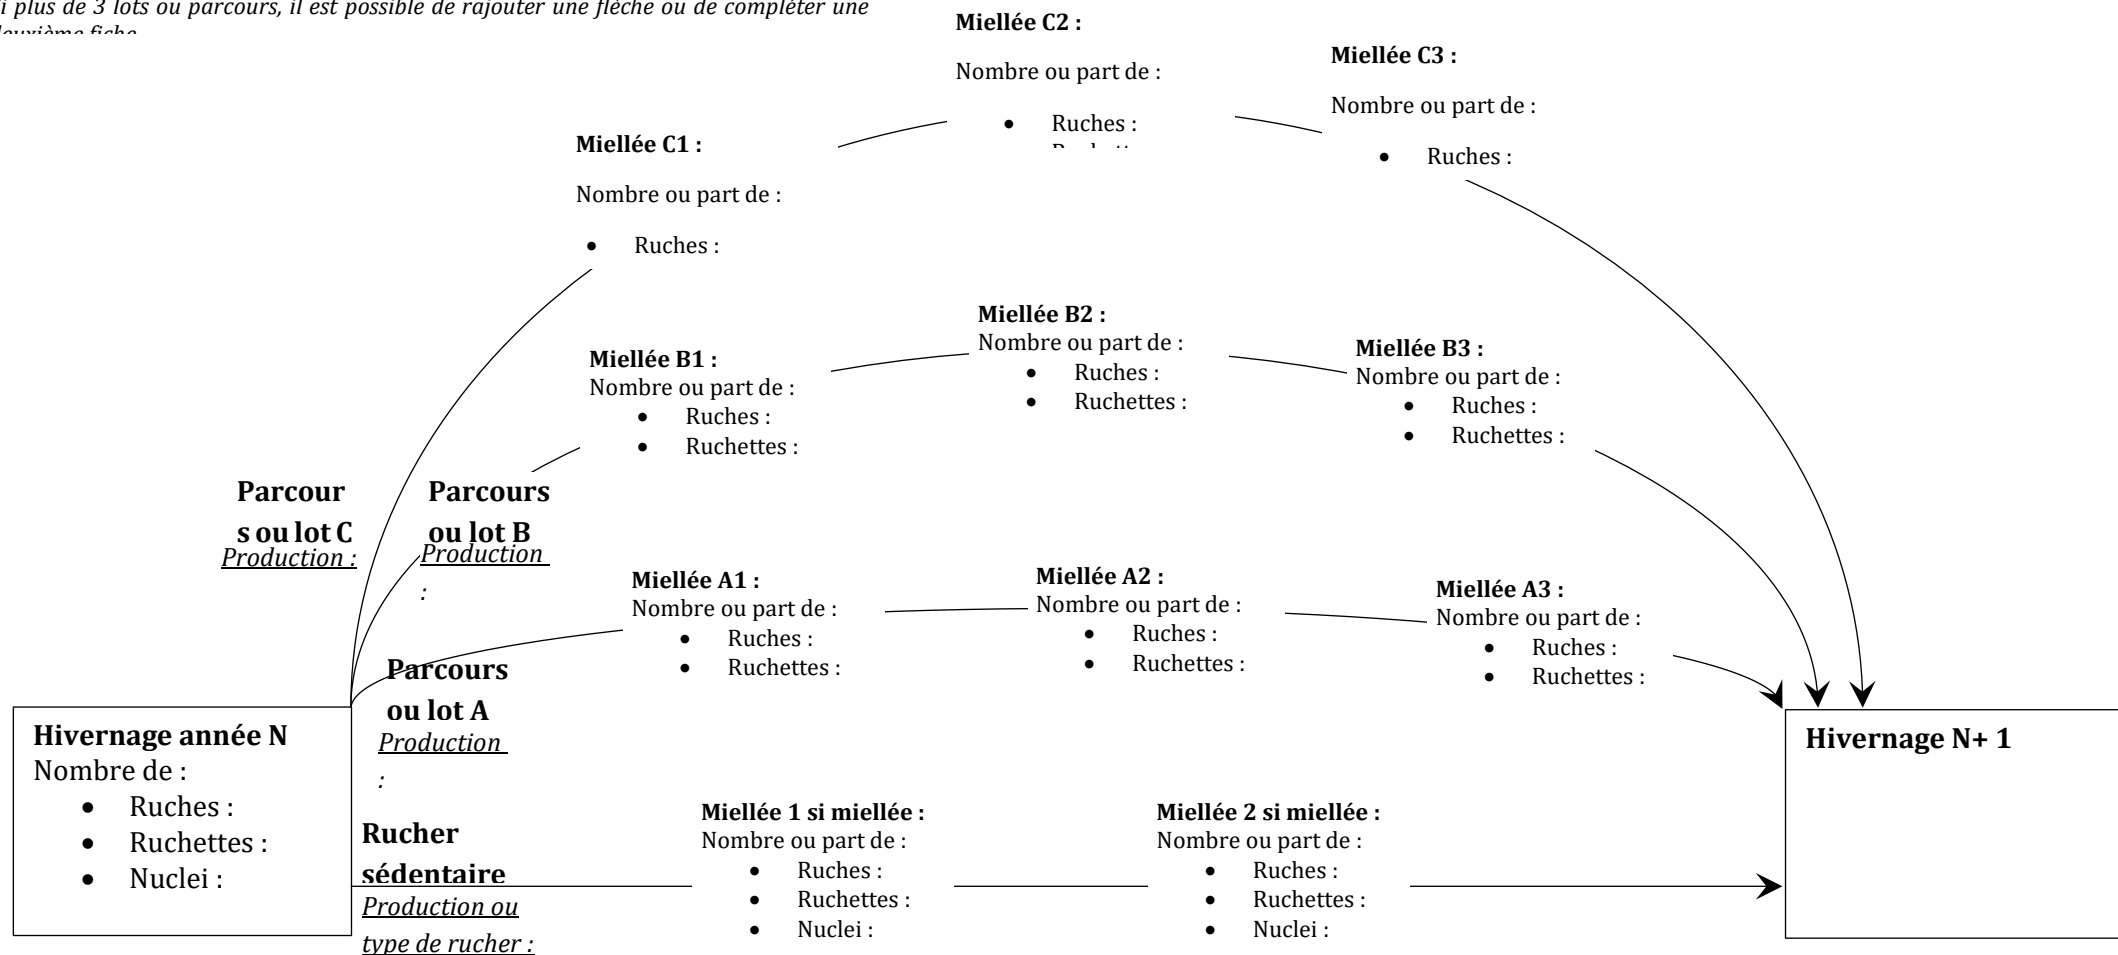 i plus de 3 lots ou parcours, il est possible de rajouter une flèche ou de compléter une
Miellée C2 :
Nombre ou part de :
• Ruches :
Miellée C3 :
Nombre ou part de :
• Ruches :
Miellée C1 :
Nombre ou part de :
• Ruches :
Miellée B1 :
Nombre ou part de :
• Ruches :
• Ruchettes :
Miellée B2 :
Nombre ou part de :
• Ruches :
• Ruchettes :
Miellée B3 :
Nombre ou part de :
• Ruches :
• Ruchettes :
Parcour
s ou lot C
Production :
Parcours
ou lot B
Production
:
Miellée A1 :
Nombre ou part de :
• Ruches :
• Ruchettes :
Miellée A2 :
Nombre ou part de :
• Ruches :
• Ruchettes :
Miellée A3 :
Nombre ou part de :
• Ruches :
• Ruchettes :
Parcours
ou lot A
Production
:
Hivernage année N
Nombre de :
• Ruches :
• Ruchettes :
• Nuclei :
Rucher
sédentaire
Production ou
type de rucher :
Miellée 1 si miellée :
Nombre ou part de :
• Ruches :
• Ruchettes :
• Nuclei :
Miellée 2 si miellée :
Nombre ou part de :
• Ruches :
• Ruchettes :
• Nuclei :
Hivernage N+ 1